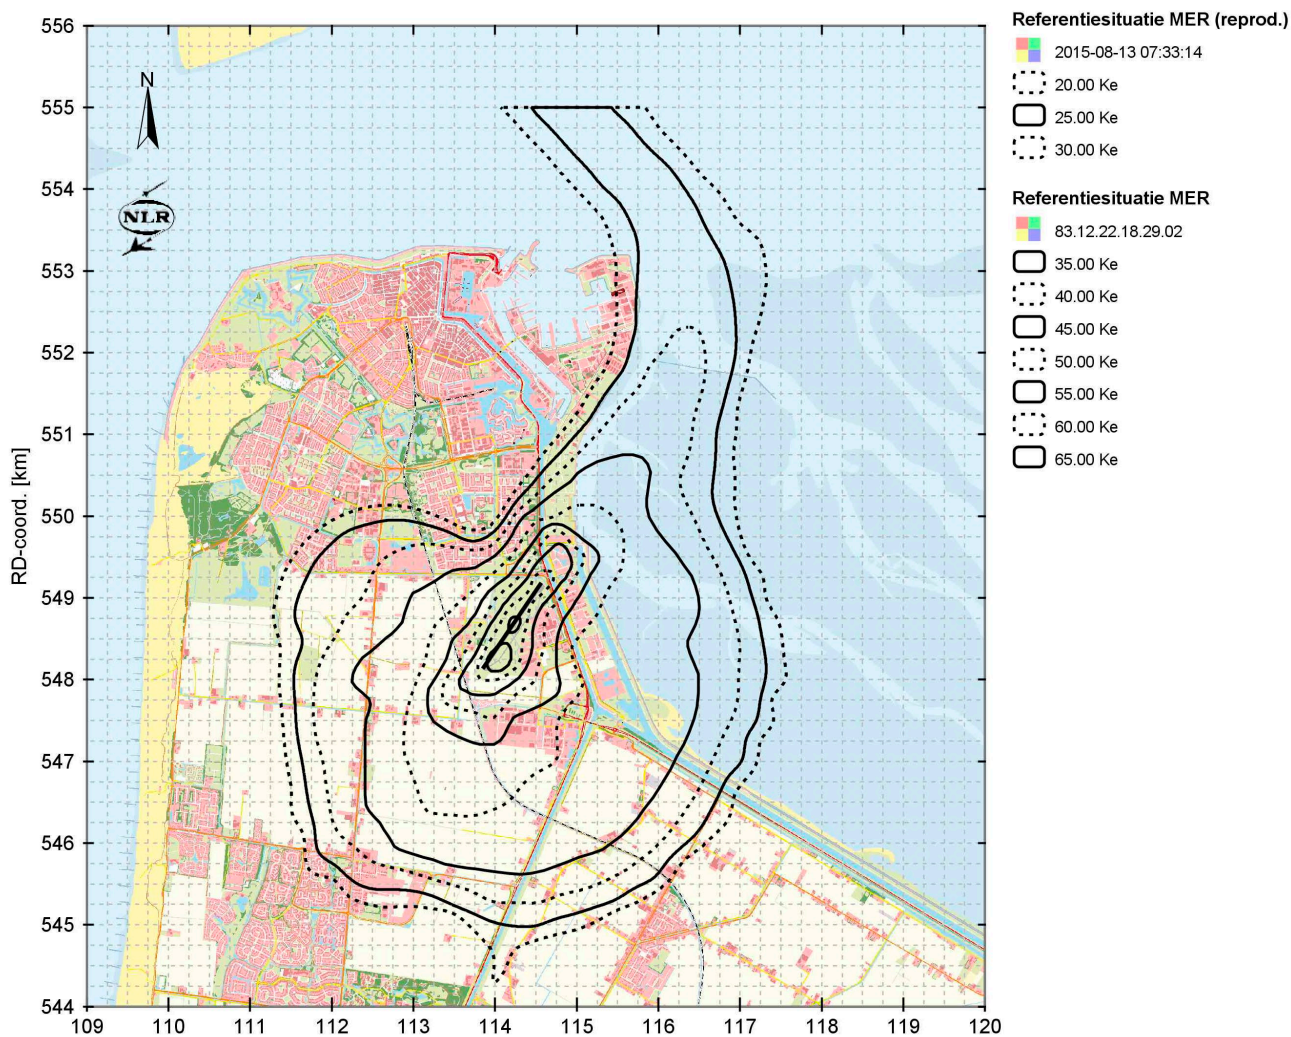 556
555
554
553
552
551
550
549
548
547
546
545
544
RD-coord. [km]
109 110 111 112 113 114 115 116 117 118 119 120
N
NLR
Referentiesituatie MER (reprod.)
2015-08-13 07:33:14
20.00 Ke
25.00 Ke
30.00 Ke
Referentiesituatie MER
83.12.22.18.29.02
35.00 Ke
40.00 Ke
45.00 Ke
50.00 Ke
55.00 Ke
60.00 Ke
65.00 Ke